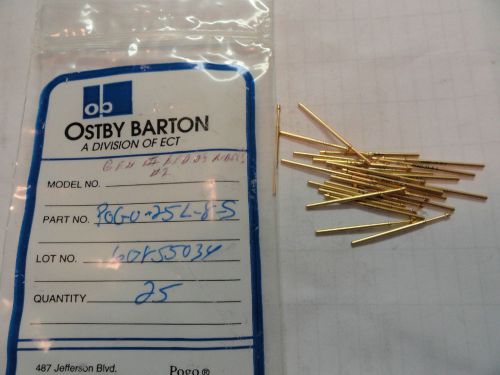 ob
OSTBY BARTON
A DIVISION OF ECT
#2
MODEL NO.
PART NO. POGO-25L-8-S
LOT NO.
QUANTITY 25
487 Jefferson Blvd. Pogo®